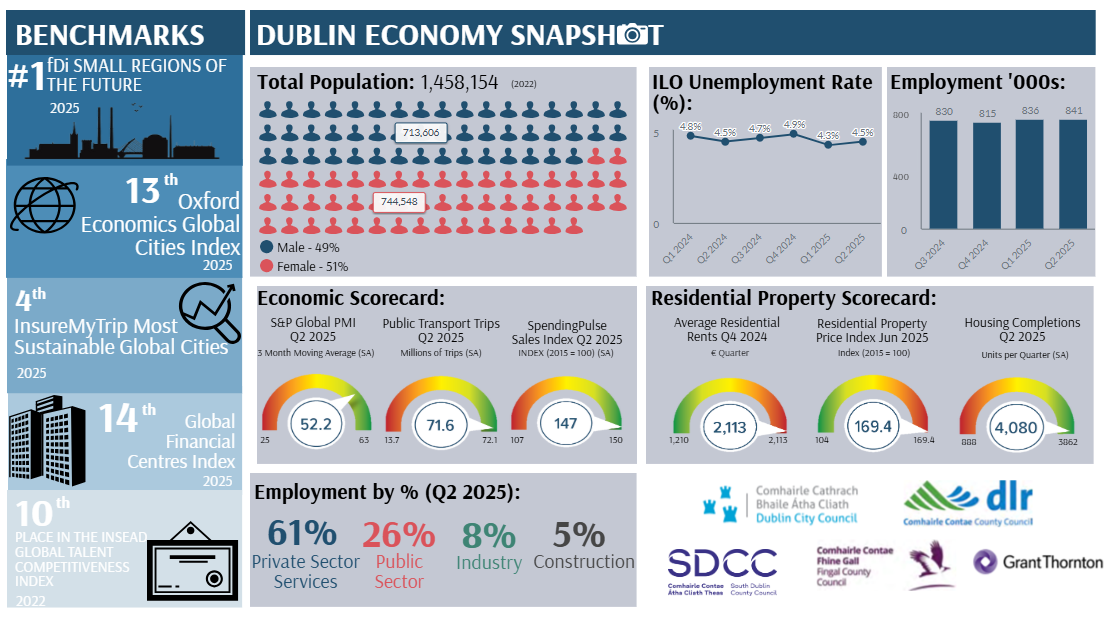 BENCHMARKS
#1 fDi SMALL REGIONS OF
THE FUTURE
2025
13th Oxford
Economics Global
Cities Index
2025
4th
InsureMyTrip Most
Sustainable Global Cities
2025
14th Global
Financial
Centres Index
2025
10th
PLACE IN THE INSEAD
GLOBAL TALENT
COMPETITIVENESS
INDEX
2022
DUBLIN ECONOMY SNAPSHOT
Total Population: 1,458,154 (2022)
713,606
744,548
Male - 49%
Female - 51%
ILO Unemployment Rate
(%):
5
0
4.8%
4.5%
4.7%
4.9%
4.3%
4.5%
Q1 2024
Q2 2024
Q3 2024
Q4 2024
Q1 2025
Q2 2025
Employment '000s:
800
400
0
830
815
836
841
Q3 2024
Q4 2024
Q1 2025
Q2 2025
Economic Scorecard:
S&P Global PMI
Q2 2025
3 Month Moving Average (SA)
52.2
25
63
Public Transport Trips
Q2 2025
Millions of Trips (SA)
71.6
13.7
72.1
SpendingPulse
Sales Index Q2 2025
INDEX (2015 = 100) (SA)
147
107
150
Residential Property Scorecard:
Average Residential
Rents Q4 2024
€ Quarter
2,113
1,210
2,113
Residential Property
Price Index Jun 2025
Index (2015 = 100)
169.4
104
169.4
Housing Completions
Q2 2025
Units per Quarter (SA)
4,080
888
3862
Employment by % (Q2 2025):
61%
Private Sector
Services
26%
Public
Sector
8%
Industry
5%
Construction
Comhairle Cathrach
Bhaile Átha Cliath
Dublin City Council
dlr
Comhairle Contae County Council
SDCC
Comhairle Contae
Átha Cliath Theas
South Dublin
County Council
Comhairle Contae
Fhine Gall
Fingal County
Council
Grant Thornton